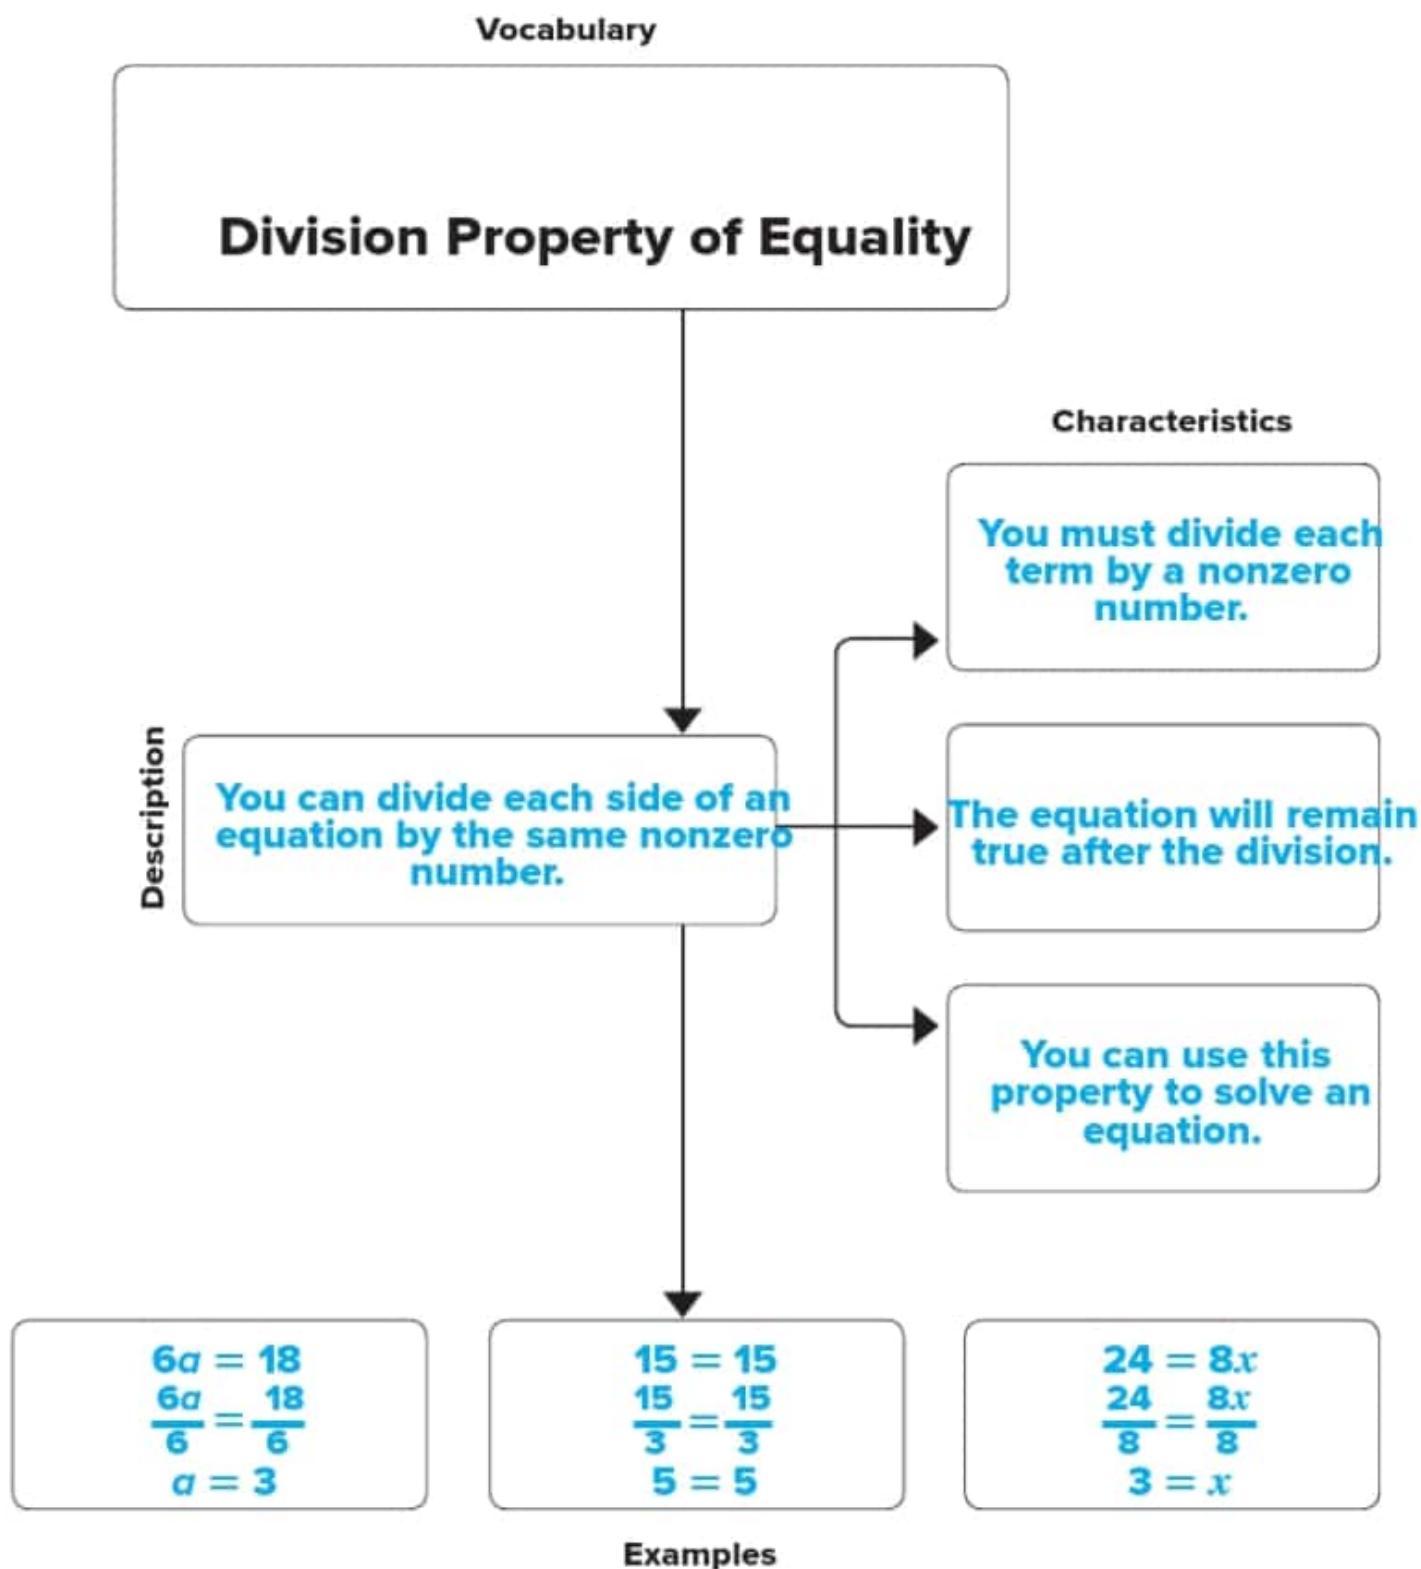 Vocabulary
Division Property of Equality
Characteristics
You must divide each
term by a nonzero
number.
Description
You can divide each side of an
equation by the same nonzero
number.
The equation will remain
true after the division.
You can use this
property to solve an
equation.
6a = 18
6a/6 = 18/6
a = 3
15 = 15
15/3 = 15/3
5 = 5
24 = 8x
24/8 = 8x/8
3 = x
Examples